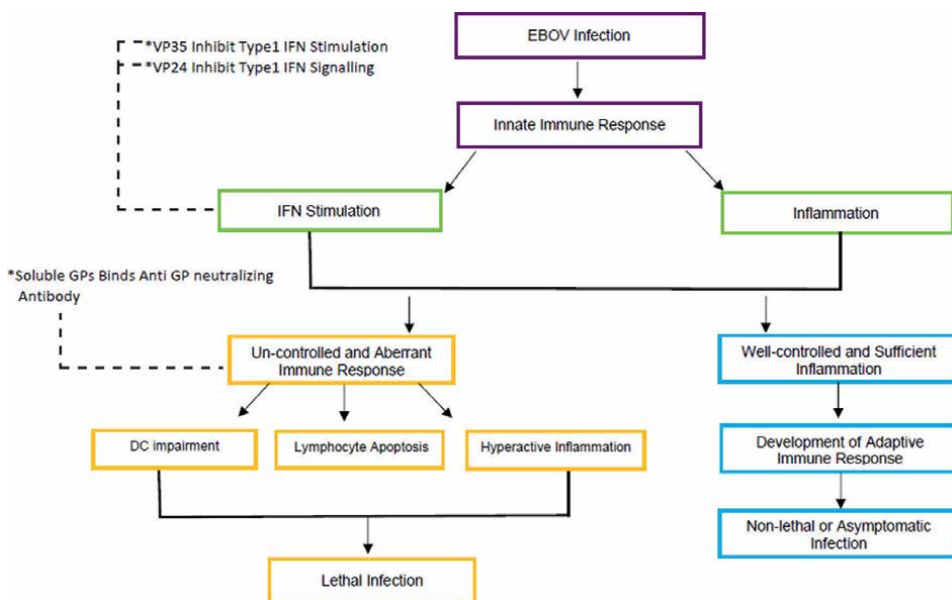 *VP35 Inhibit Type1 IFN Stimulation
*VP24 Inhibit Type1 IFN Signalling
EBOV Infection
Innate Immune Response
IFN Stimulation
Inflammation
*Soluble GPs Binds Anti GP neutralizing
Antibody
Un-controlled and Aberrant
Immune Response
Well-controlled and Sufficient
Inflammation
DC impairment
Lymphocyte Apoptosis
Hyperactive Inflammation
Development of Adaptive
Immune Response
Non-lethal or Asymptomatic
Infection
Lethal Infection